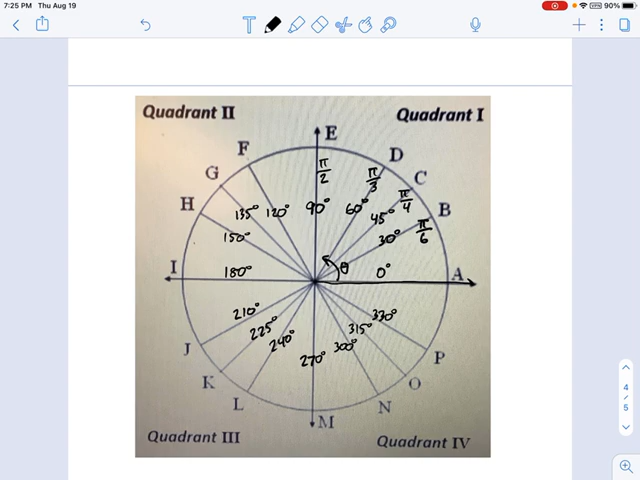 7:25 PM Thu Aug 19
90%
Quadrant II
Quadrant I
E
F
D
G
C
H
B
π/2
π/3
π/4
π/6
135° 120° 90° 60° 45°
150°
30°
I
180°
θ
0°
A
210°
330°
225°
315°
240°
300°
270°
J
P
K
O
L
N
M
Quadrant III
Quadrant IV
4
/
5